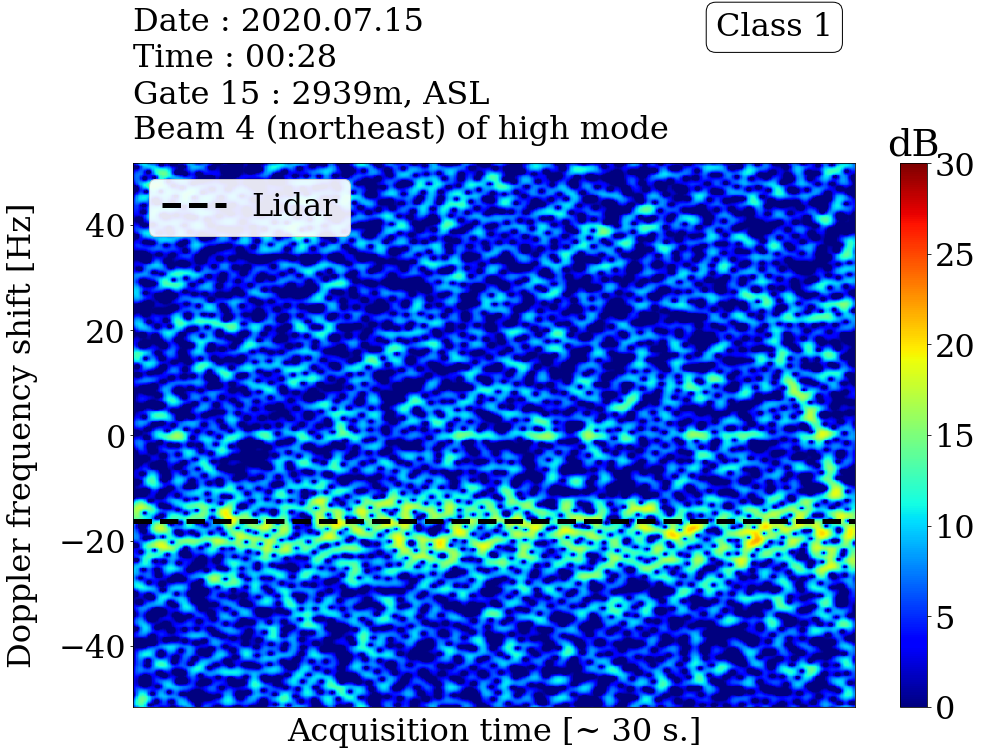 Date : 2020.07.15
Time : 00:28
Gate 15 : 2939m, ASL
Beam 4 (northeast) of high mode
Class 1
dB
Lidar
Doppler frequency shift [Hz]
40
20
0
−20
−40
30
25
20
15
10
5
0
Acquisition time [~ 30 s.]